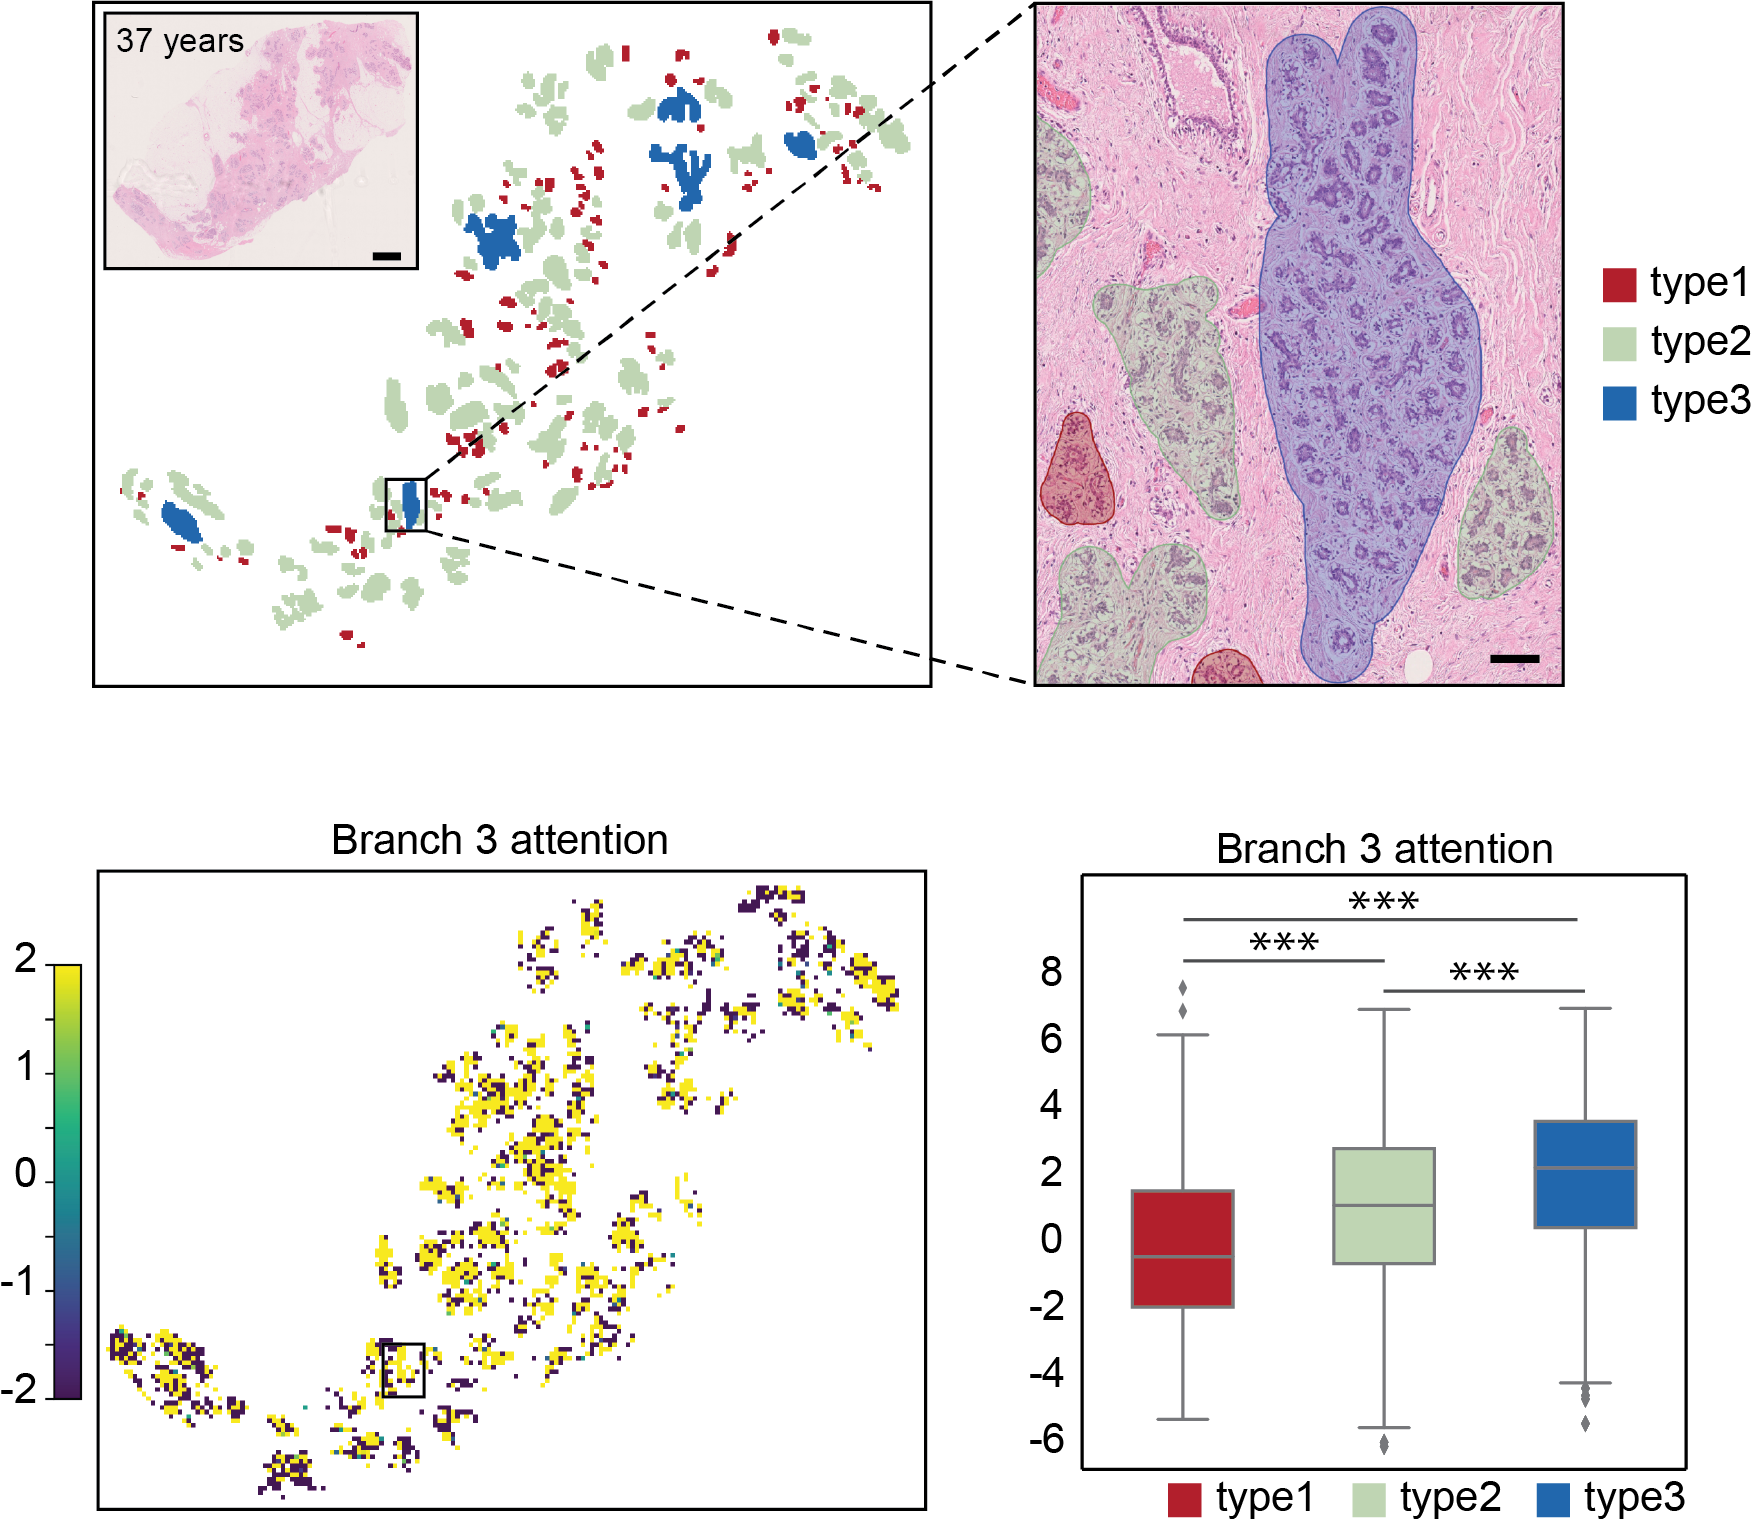 37 years
type1
type2
type3
Branch 3 attention
2
1
0
-1
-2
Branch 3 attention
***
***
***
8
6
4
2
0
-2
-4
-6
type1 type2 type3